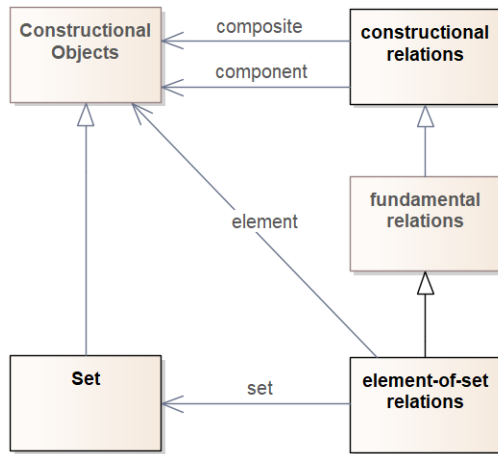 Constructional
Objects
composite
component
constructional
relations
fundamental
relations
element
Set
set
element-of-set
relations